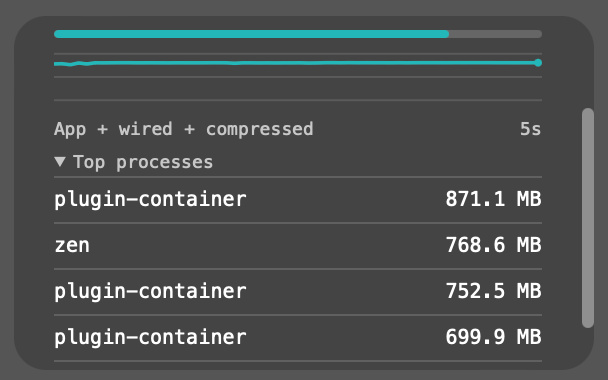 App + wired + compressed 5s
▼ Top processes
plugin-container 871.1 MB
zen 768.6 MB
plugin-container 752.5 MB
plugin-container 699.9 MB